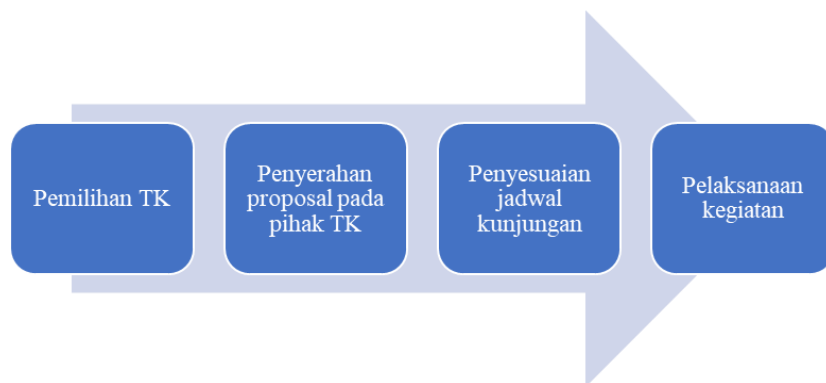 Pemilihan TK
Penyerahan
proposal pada
pihak TK
Penyesuaian
jadwal
kunjungan
Pelaksanaan
kegiatan